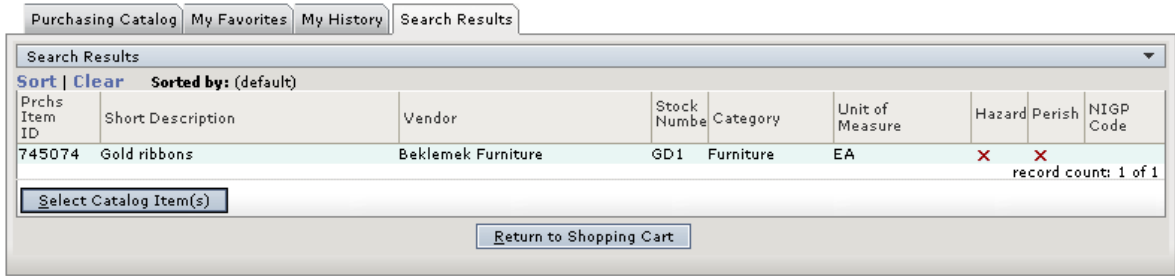 Purchasing Catalog My Favorites My History Search Results
Search Results
Sort | Clear Sorted by: (default)
Prchs Item ID Short Description Vendor Stock Numbe Category Unit of Measure Hazard Perish NIGP Code
745074 Gold ribbons Beklemek Furniture GD1 Furniture EA
record count: 1 of 1
Select Catalog Item(s)
Return to Shopping Cart